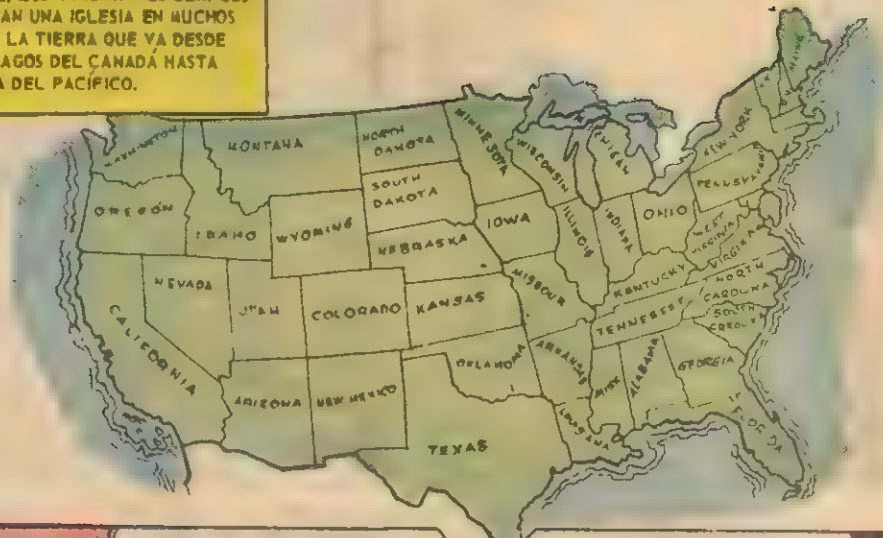 AN UNA IGLESIA EN MUCHOS
LA TIERRA QUE VA DESDE
AGOS DEL CANADÁ HASTA
A DEL PACÍFICO.
WASHINGTON
MONTANA
NORTH
DAKOTA
MINNESOTA
MAINE
OREGÓN
IDAHO
WYOMING
SOUTH
DAKOTA
WISCONSIN
NEW YORK
NEBRASKA
IOWA
ILLINOIS
INDIANA
OHIO
PENNSYLVANIA
NEVADA
UTAH
COLORADO
KANSAS
MISSOURI
KENTUCKY
WEST
VIRGINIA
VIRGINIA
CALIFORNIA
TENNESSEE
NORTH
CAROLINA
SOUTH
CAROLINA
ARIZONA
NEW MEXICO
OKLAHOMA
ARKANSAS
MISS
ALABAMA
GEORGIA
TEXAS
FLORIDA